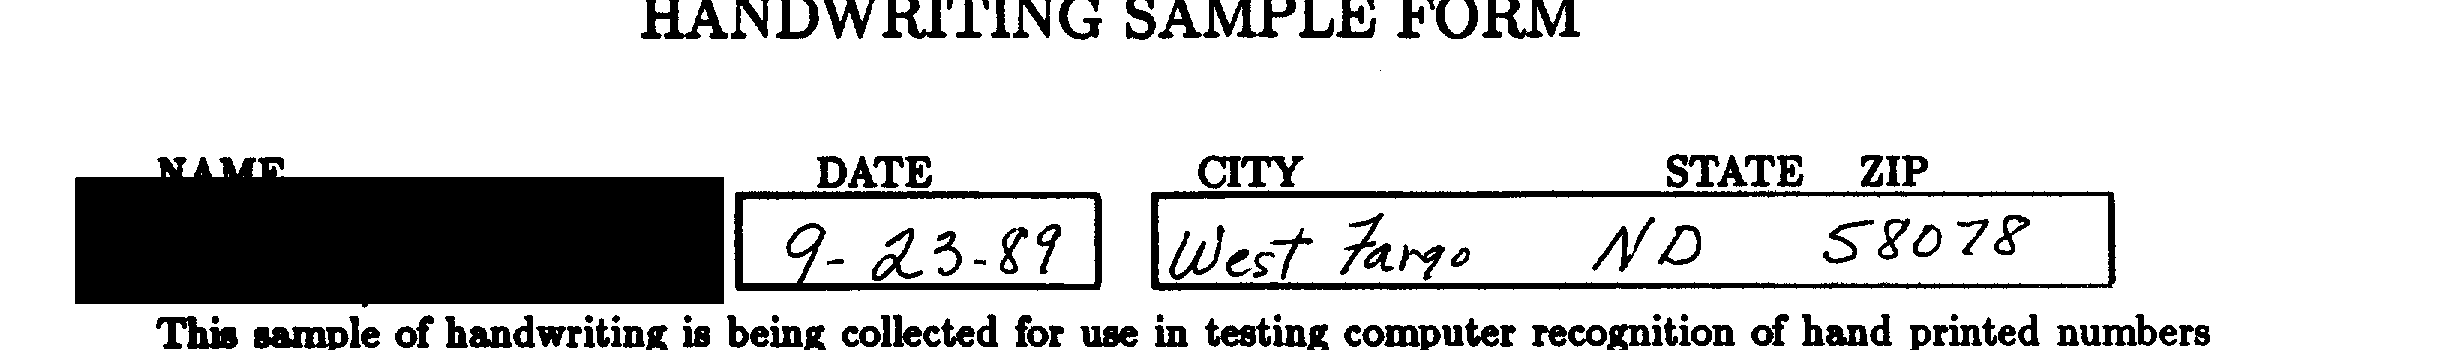 HANDWRITING SAMPLE FORM
NAME DATE CITY STATE ZIP
9-23-89 West Fargo ND 58078
This sample of handwriting is being collected for use in testing computer recognition of hand printed numbers